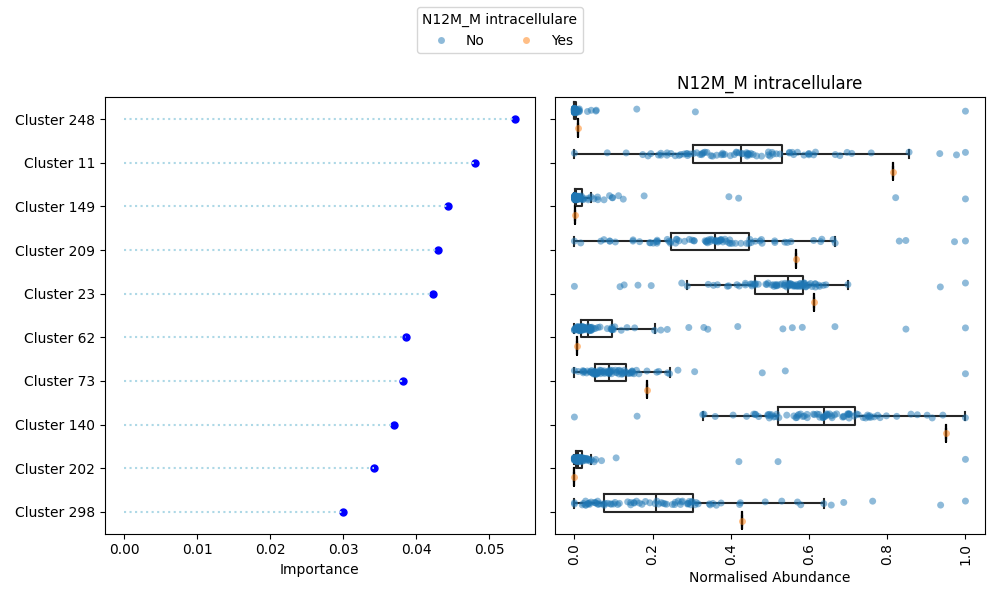 N12M_M intracellulare
No Yes
N12M_M intracellulare
Cluster 248
Cluster 11
Cluster 149
Cluster 209
Cluster 23
Cluster 62
Cluster 73
Cluster 140
Cluster 202
Cluster 298
0.00 0.01 0.02 0.03 0.04 0.05
Importance
0.0 0.2 0.4 0.6 0.8 1.0
Normalised Abundance